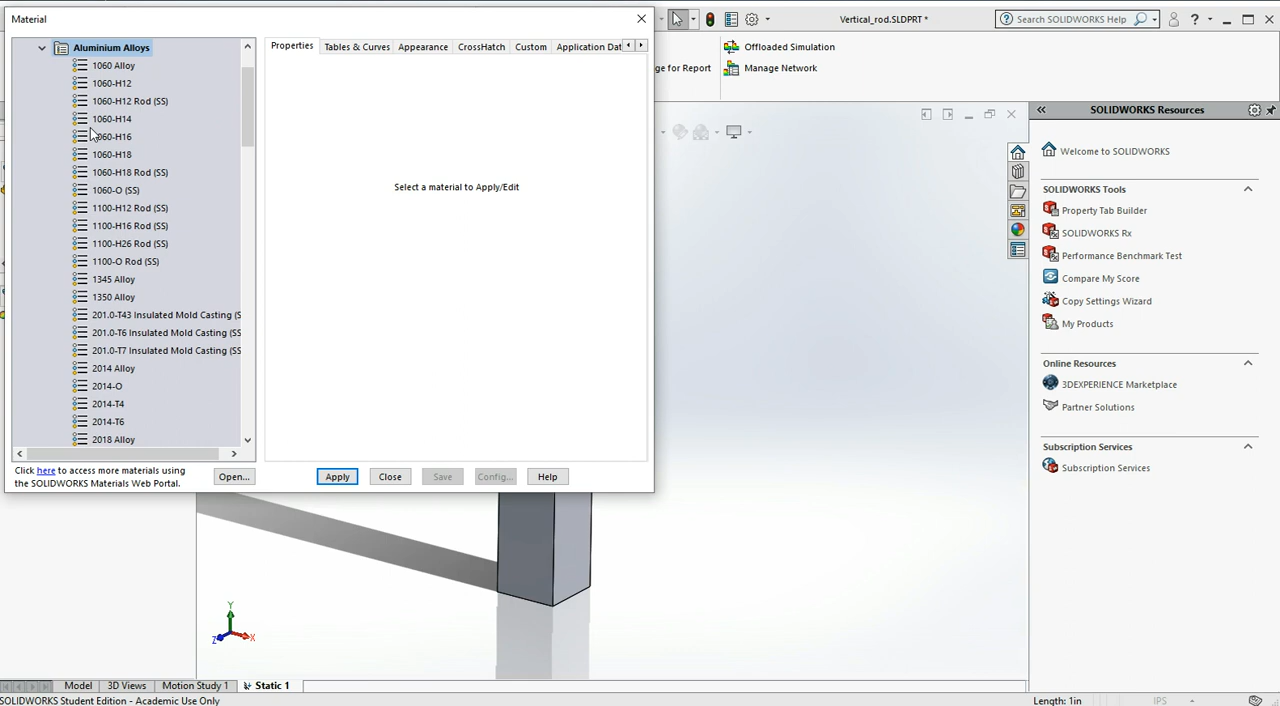 Material
Vertical_rod.SLDPRT *
Search SOLIDWORKS Help
?
Aluminium Alloys
1060 Alloy
1060-H12
1060-H12 Rod (SS)
1060-H14
1060-H16
1060-H18
1060-H18 Rod (SS)
1060-O (SS)
1100-H12 Rod (SS)
1100-H16 Rod (SS)
1100-H26 Rod (SS)
1100-O Rod (SS)
1345 Alloy
1350 Alloy
201.0-T43 Insulated Mold Casting (S
201.0-T6 Insulated Mold Casting (SS
201.0-T7 Insulated Mold Casting (SS
2014 Alloy
2014-O
2014-T4
2014-T6
2018 Alloy
Click here to access more materials using
the SOLIDWORKS Materials Web Portal.
Open...
Properties Tables & Curves Appearance CrossHatch Custom Application Dat
Select a material to Apply/Edit
Apply Close Save Config... Help
ge for Report
Offloaded Simulation
Manage Network
SOLIDWORKS Resources
Welcome to SOLIDWORKS
SOLIDWORKS Tools
Property Tab Builder
SOLIDWORKS Rx
Performance Benchmark Test
Compare My Score
Copy Settings Wizard
My Products
Online Resources
3DEXPERIENCE Marketplace
Partner Solutions
Subscription Services
Subscription Services
Y
Z
X
Model 3D Views Motion Study 1 Static 1
SOLIDWORKS Student Edition - Academic Use Only
Length: 1in
IPS